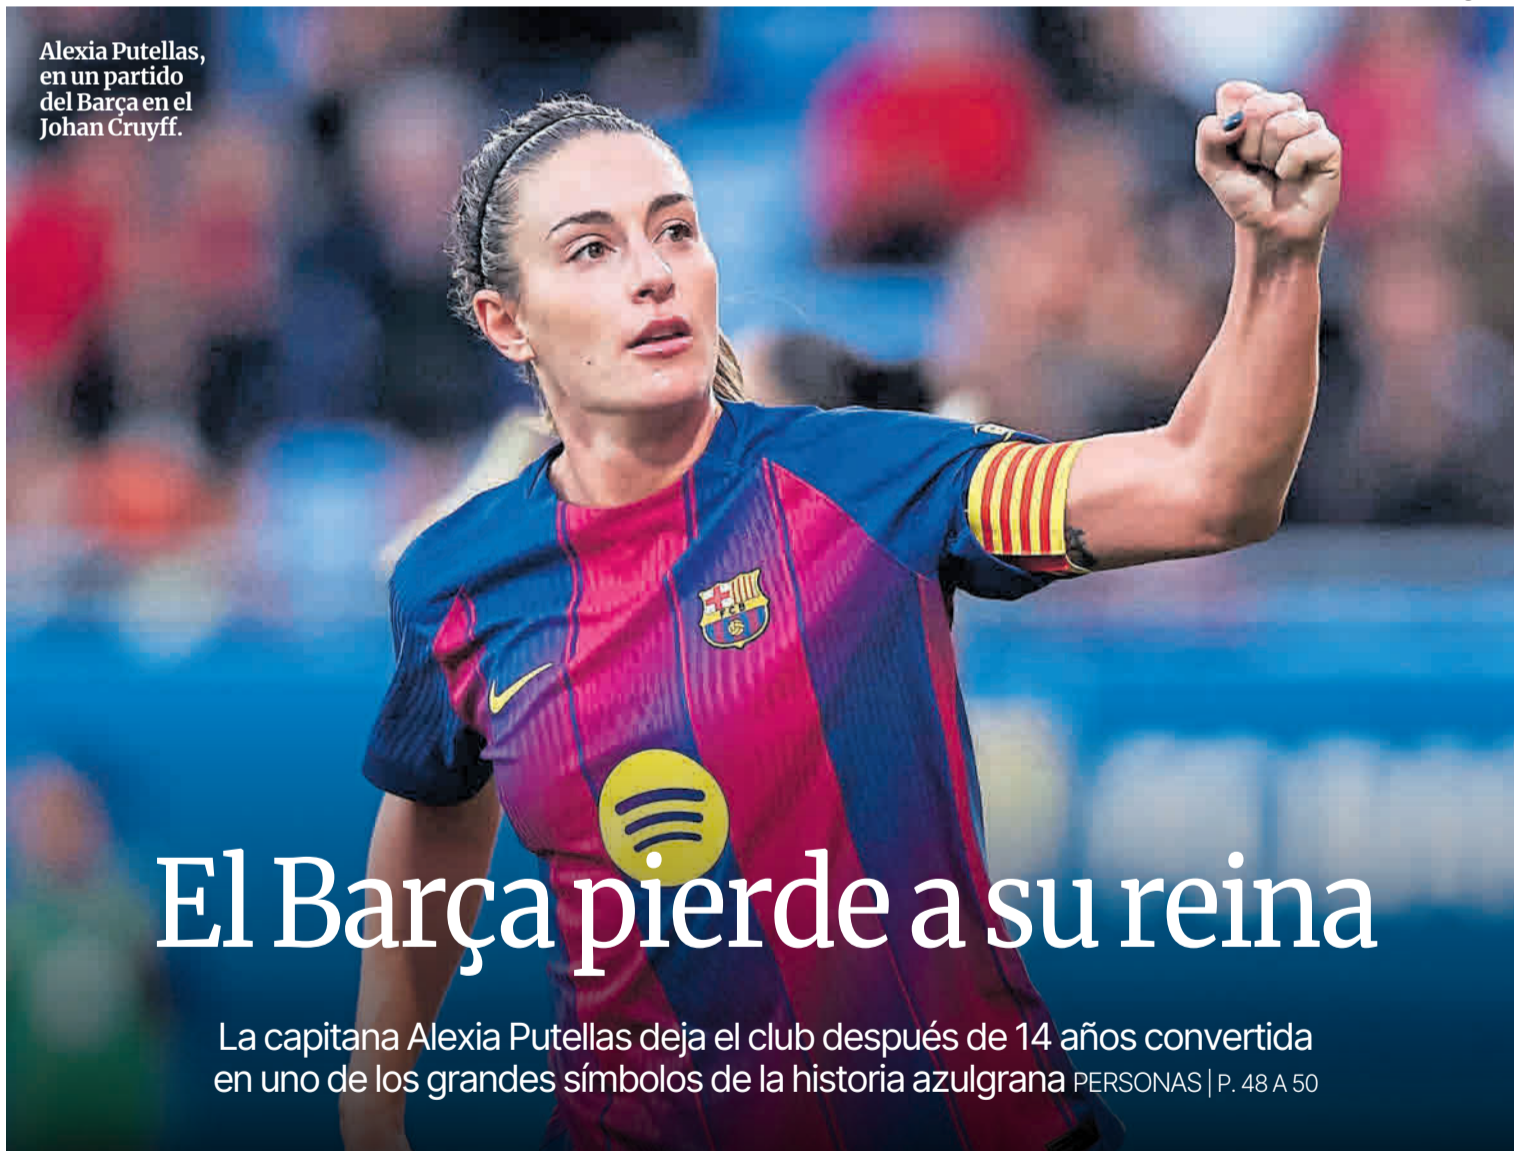 Alexia Putellas,
en un partido
del Barça en el
Johan Cruyff.
FCB
El Barça pierde a su reina
La capitana Alexia Putellas deja el club después de 14 años convertida
en uno de los grandes símbolos de la historia azulgrana PERSONAS | P. 48 A 50